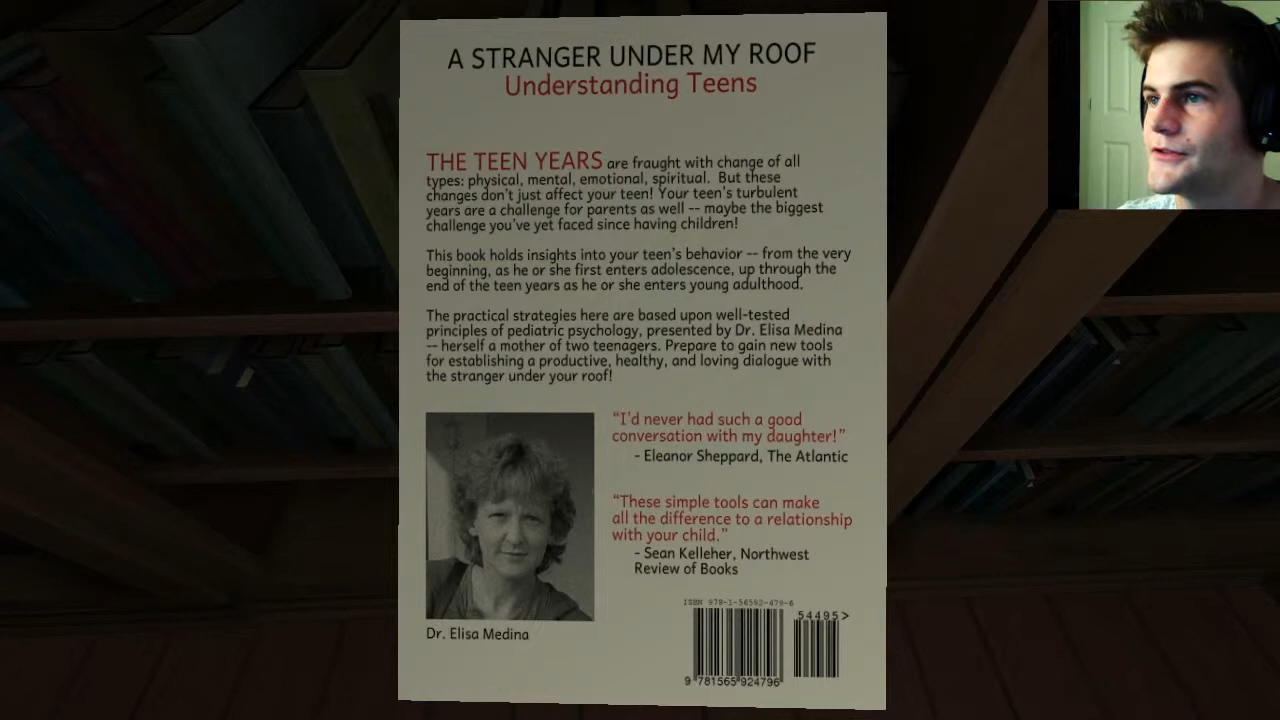 A STRANGER UNDER MY ROOF
Understanding Teens
THE TEEN YEARS are fraught with change of all
types: physical, mental, emotional, spiritual.  But these
changes don't just affect your teen! Your teen's turbulent
years are a challenge for parents as well -- maybe the biggest
challenge you've yet faced since having children!
This book holds insights into your teen's behavior -- from the very
beginning, as he or she first enters adolescence, up through the
end of the teen years as he or she enters young adulthood.
The practical strategies here are based upon well-tested
principles of pediatric psychology, presented by Dr. Elisa Medina
-- herself a mother of two teenagers. Prepare to gain new tools
for establishing a productive, healthy, and loving dialogue with
the stranger under your roof!
"I'd never had such a good
conversation with my daughter!"
- Eleanor Sheppard, The Atlantic
"These simple tools can make
all the difference to a relationship
with your child."
- Sean Kelleher, Northwest
Review of Books
Dr. Elisa Medina
ISBN 978-1-56592-479-6
54495>
9 781565 924796